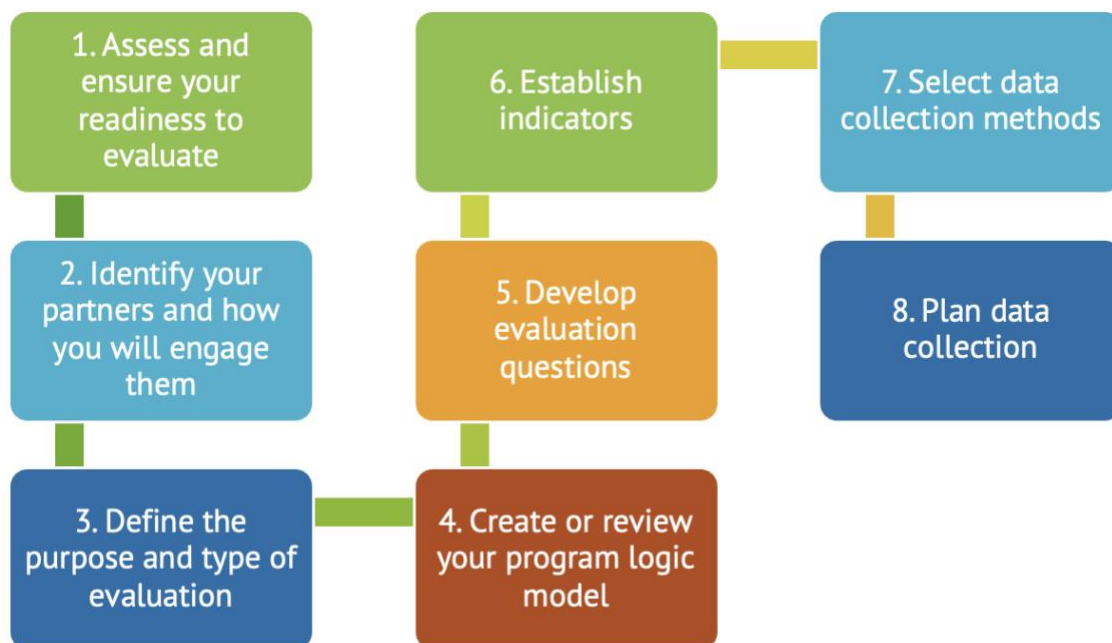 1. Assess and
ensure your
readiness to
evaluate
2. Identify your
partners and how
you will engage
them
3. Define the
purpose and type of
evaluation
4. Create or review
your program logic
model
5. Develop
evaluation
questions
6. Establish
indicators
7. Select data
collection methods
8. Plan data
collection